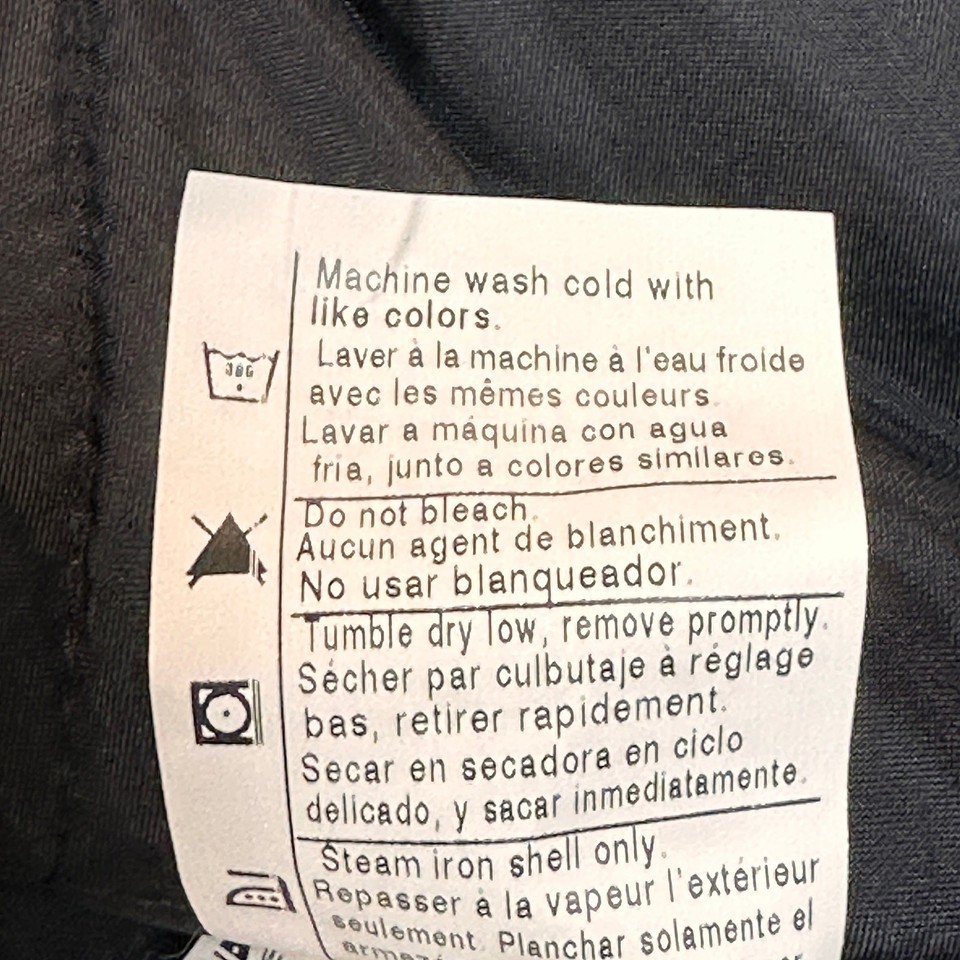 Machine wash cold with
like colors.
Laver à la machine à l'eau froide
avec les mêmes couleurs.
Lavar a máquina con agua
fria, junto a colores similares.
Do not bleach.
Aucun agent de blanchiment.
No usar blanqueador.
Tumble dry low, remove promptly.
Sécher par culbutaje à réglage
bas, retirer rapidement.
Secar en secadora en ciclo
delicado, y sacar inmediatamente.
Steam iron shell only.
Repasser à la vapeur l'extérieur
seulement. Planchar solamente el